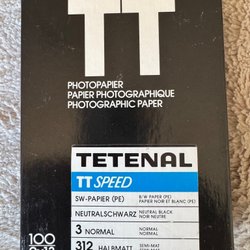 TT
PHOTOPAPIER
PAPIER PHOTOGRAPHIQUE
PHOTOGRAPHIC PAPER
TETENAL
TT SPEED
SW-PAPIER (PE) B/W PAPER (PE)
PAPIER NOIR ET BLANC (PE)
NEUTRALSCHWARZ NEUTRAL BLACK
NOIR NEUTRE
3 NORMAL NORMAL
NORMAL
312 HALBMATT SEMI-MAT
100